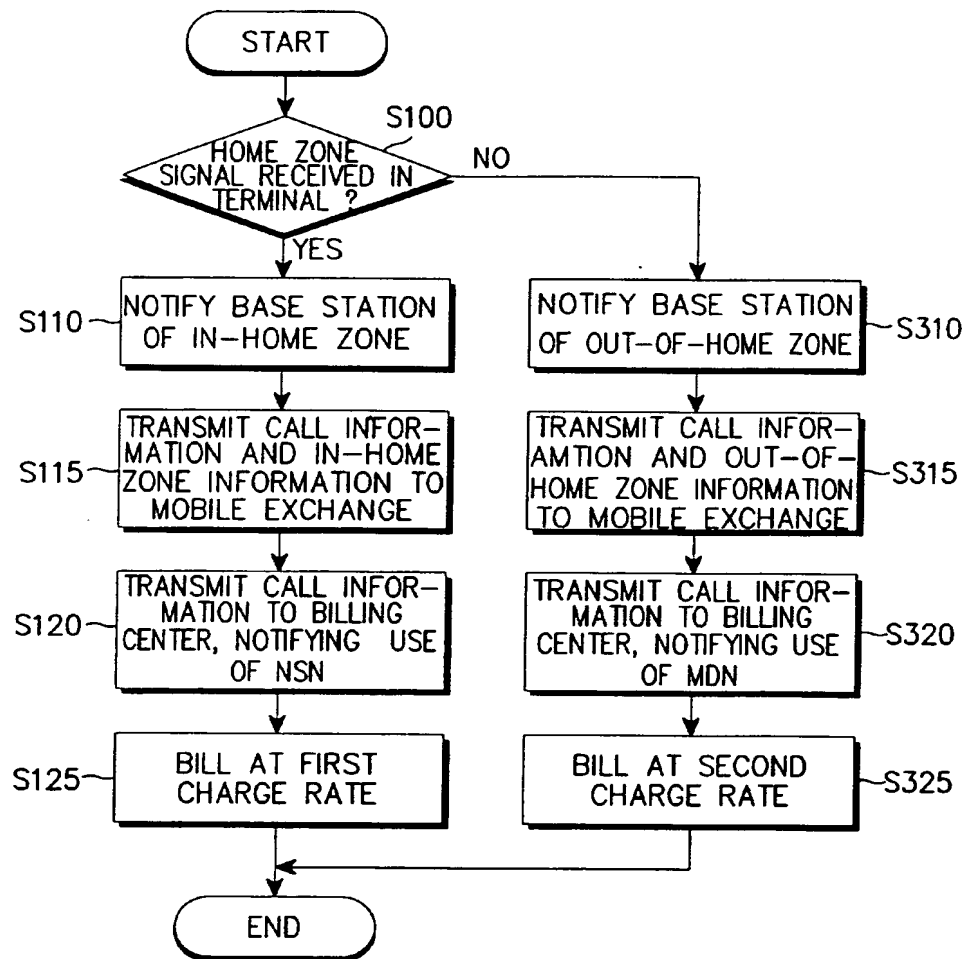 START
S100
HOME ZONE
SIGNAL RECEIVED IN
TERMINAL ?
NO
YES
S110
NOTIFY BASE STATION
OF IN-HOME ZONE
NOTIFY BASE STATION
OF OUT-OF-HOME ZONE
S310
S115
TRANSMIT CALL INFOR-
MATION AND IN-HOME
ZONE INFORMATION TO
MOBILE EXCHANGE
TRANSMIT CALL INFOR-
AMTION AND OUT-OF-
HOME ZONE INFORMATION
TO MOBILE EXCHANGE
S315
S120
TRANSMIT CALL INFOR-
MATION TO BILLING
CENTER, NOTIFYING USE
OF NSN
TRANSMIT CALL INFOR-
MATION TO BILLING
CENTER, NOTIFYING USE
OF MDN
S320
S125
BILL AT FIRST
CHARGE RATE
BILL AT SECOND
CHARGE RATE
S325
END